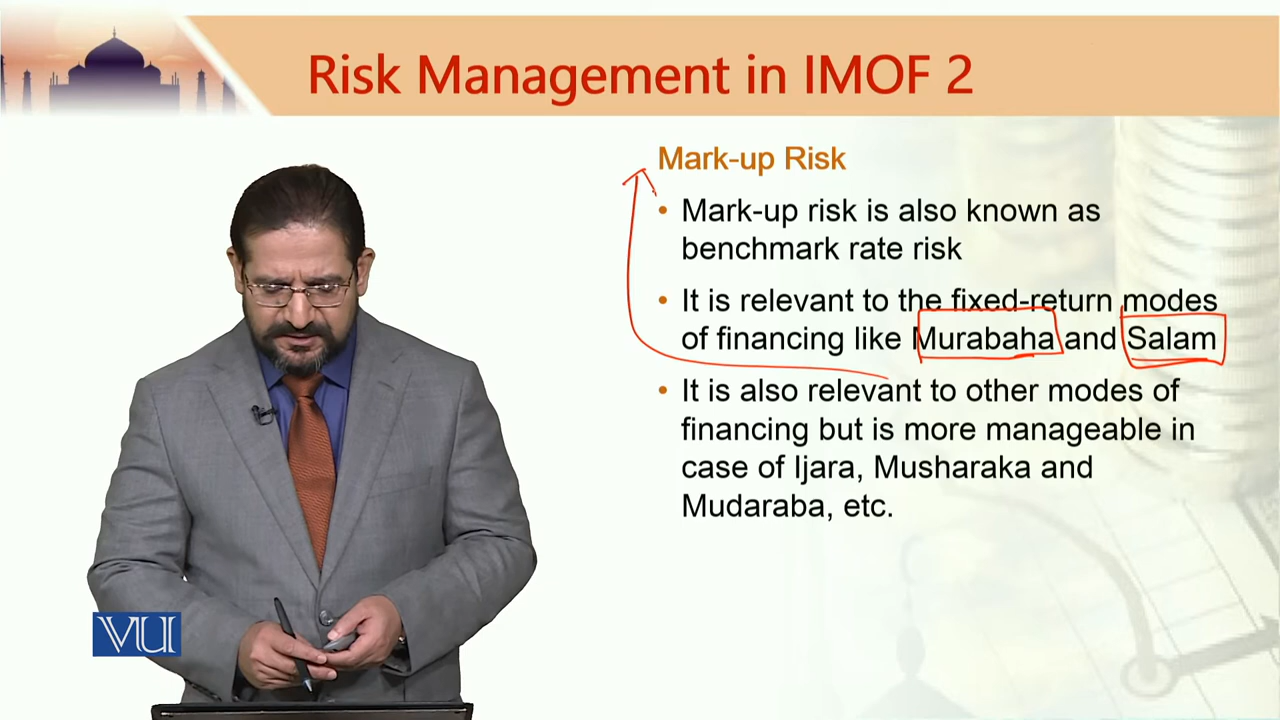 Risk Management in IMOF 2
Mark-up Risk
• Mark-up risk is also known as
benchmark rate risk
• It is relevant to the fixed-return modes
of financing like Murabaha and Salam
• It is also relevant to other modes of
financing but is more manageable in
case of Ijara, Musharaka and
Mudaraba, etc.
VU